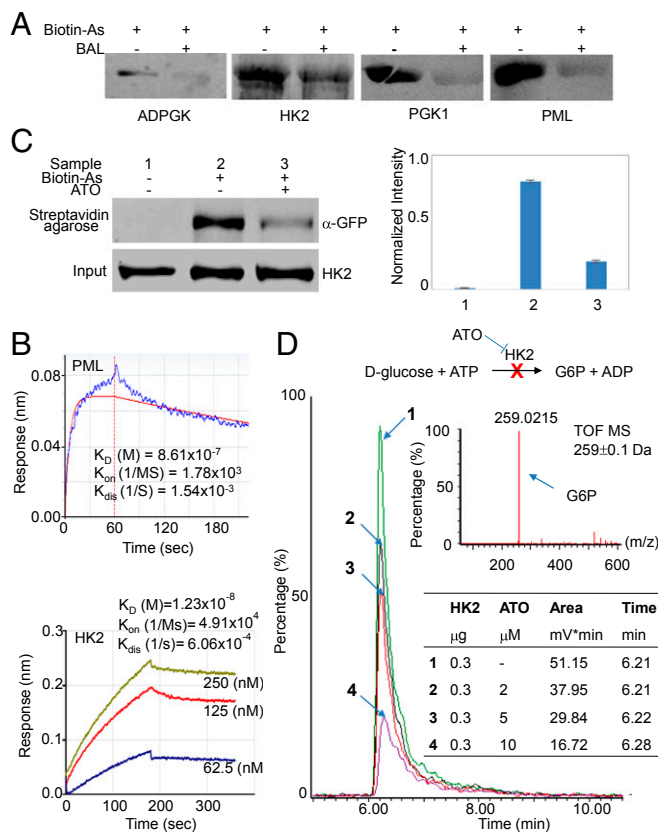 A
Biotin-As + + + + + + + +
BAL - + - + - + - +
ADPGK HK2 PGK1 PML
C
Sample 1 2 3
Biotin-As - + +
ATO - - +
Streptavidin agarose
α-GFP
Input
HK2
Normalized Intensity
1.0
0.5
0
1 2 3
B
PML
Response (nm)
0.08
0.04
0.00
K_D (M) = 8.61x10^-7
K_on (1/MS) = 1.78x10^3
K_dis (1/S) = 1.54x10^-3
0 60 120 180
Time (sec)
K_D (M)=1.23x10^-8
K_on (1/Ms)=4.91x10^4
K_dis (1/s)=6.06x10^-4
HK2
Response (nm)
0.3
0.2
0.1
0.0
250 (nM)
125 (nM)
62.5 (nM)
0 100 200 300
Time (sec)
D
ATO
HK2
D-glucose + ATP
X
G6P + ADP
Percentage (%)
100
50
0
1
2
3
4
6.00 8.00 10.00
Time (min)
259.0215
TOF MS
259±0.1 Da
G6P
Percentage (%)
100
50
0
200 400 600 (m/z)
HK2 ATO Area Time
µg µM mV*min min
1 0.3 - 51.15 6.21
2 0.3 2 37.95 6.21
3 0.3 5 29.84 6.22
4 0.3 10 16.72 6.28